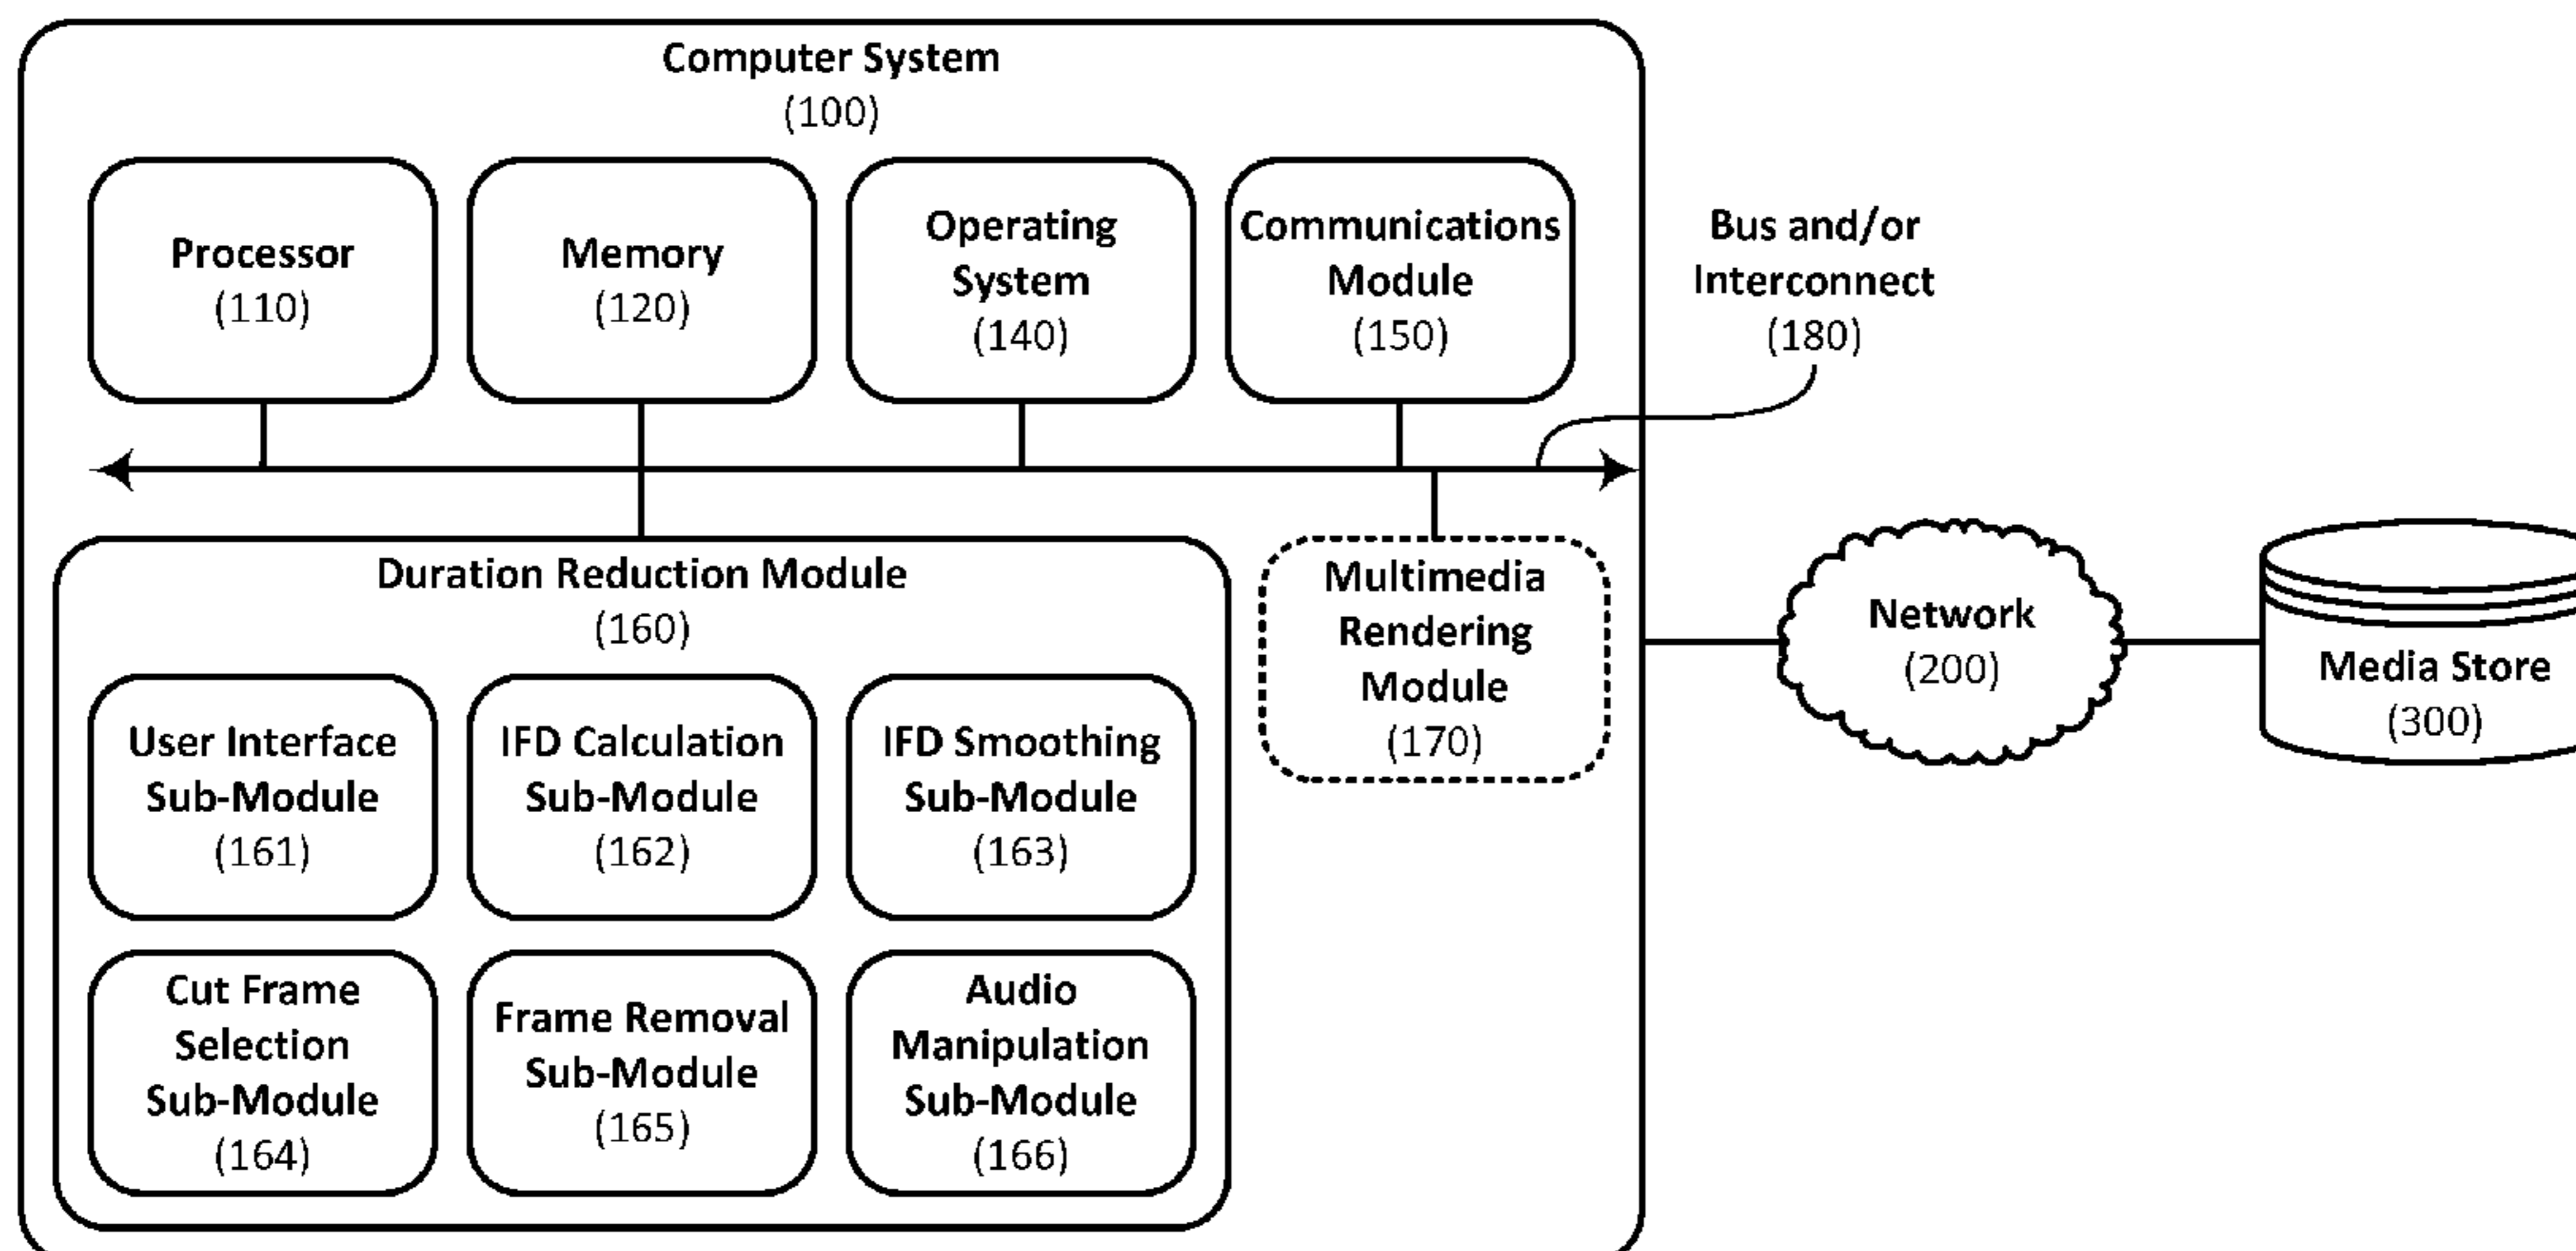 Computer System
(100)
Processor
(110)
Memory
(120)
Operating
System
(140)
Communications
Module
(150)
Bus and/or
Interconnect
(180)
Duration Reduction Module
(160)
User Interface
Sub-Module
(161)
IFD Calculation
Sub-Module
(162)
IFD Smoothing
Sub-Module
(163)
Cut Frame
Selection
Sub-Module
(164)
Frame Removal
Sub-Module
(165)
Audio
Manipulation
Sub-Module
(166)
Multimedia
Rendering
Module
(170)
Network
(200)
Media Store
(300)